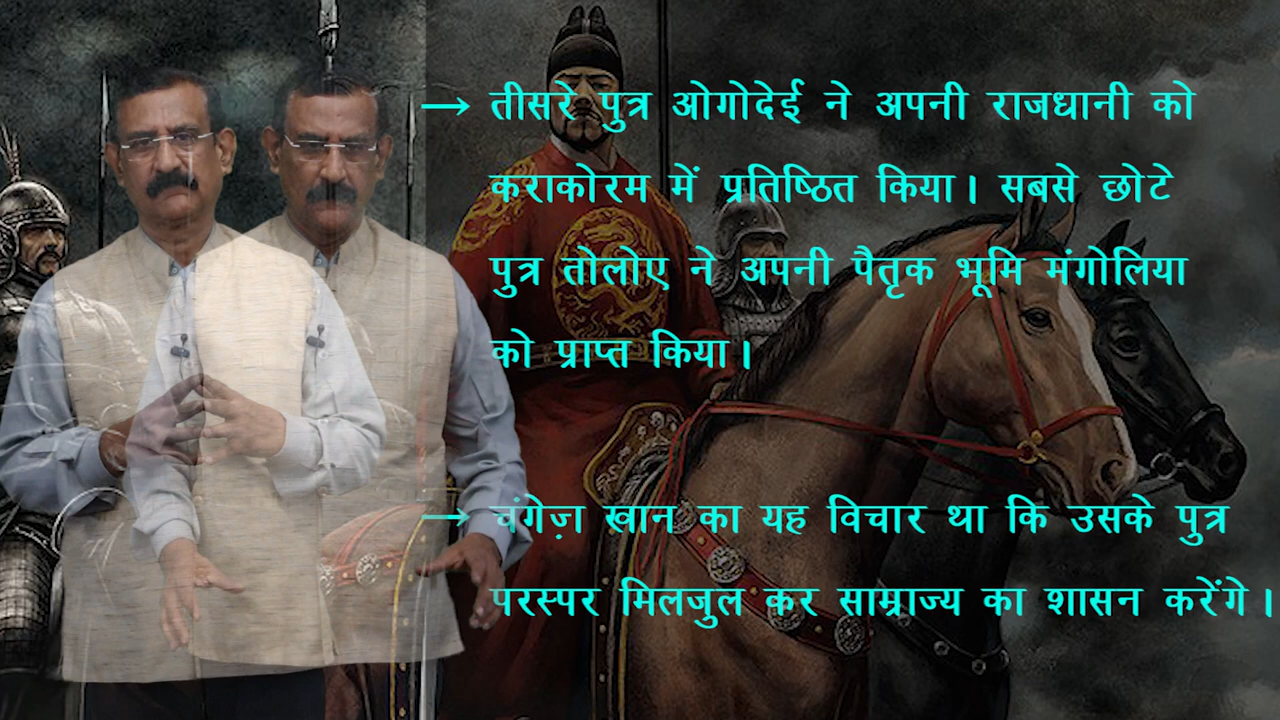 → तीसरे पुत्र ओगोदेई ने अपनी राजधानी को
कराकोरम में प्रतिष्ठित किया। सबसे छोटे
पुत्र तोलोए ने अपनी पैतृक भूमि मंगोलिया
को प्राप्त किया।
→ चंगेज़ा खान का यह विचार था कि उसके पुत्र
परस्पर मिलजुल कर साम्राज्य का शासन करेंगे।